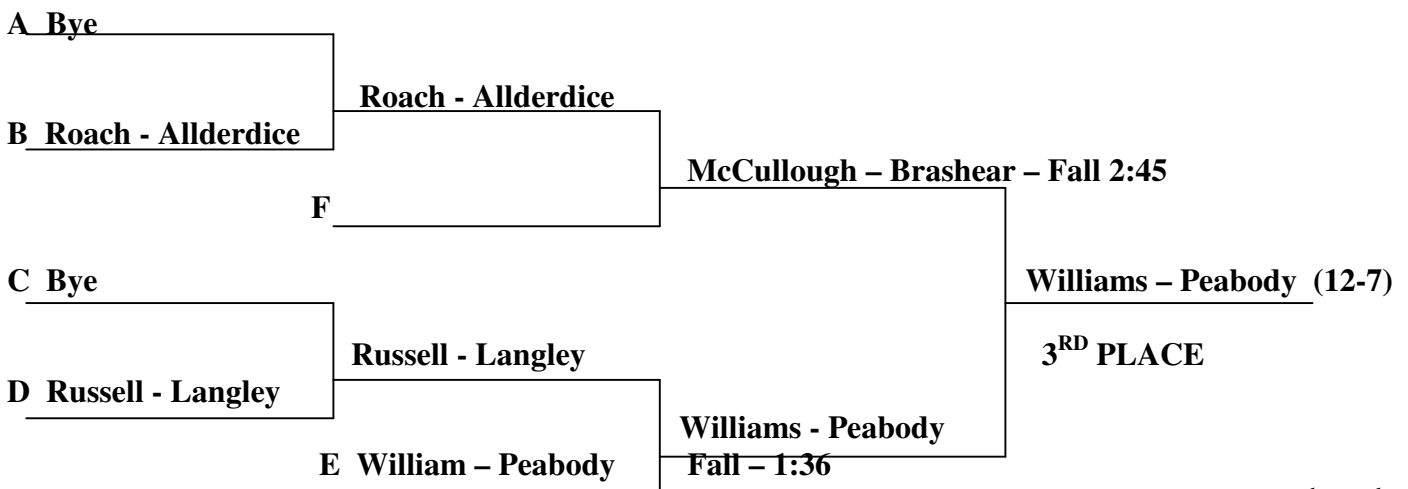 A Bye
Roach - Allderdice
B Roach - Allderdice
McCullough – Brashear – Fall 2:45
F
C Bye
Williams – Peabody (12-7)
Russell - Langley
3RD PLACE
D Russell - Langley
Williams - Peabody
E William – Peabody
Fall – 1:36